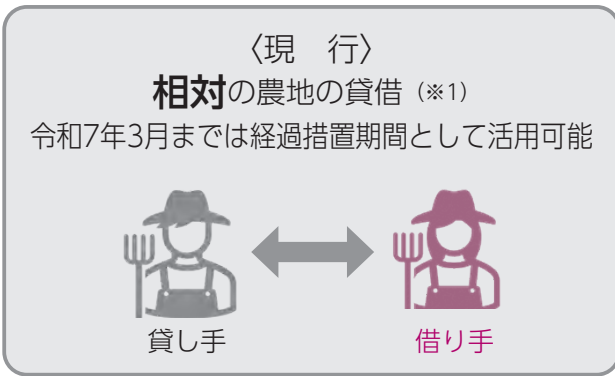 〈現　行〉
相対の農地の貸借（※1）
令和7年3月までは経過措置期間として活用可能
貸し手
借り手